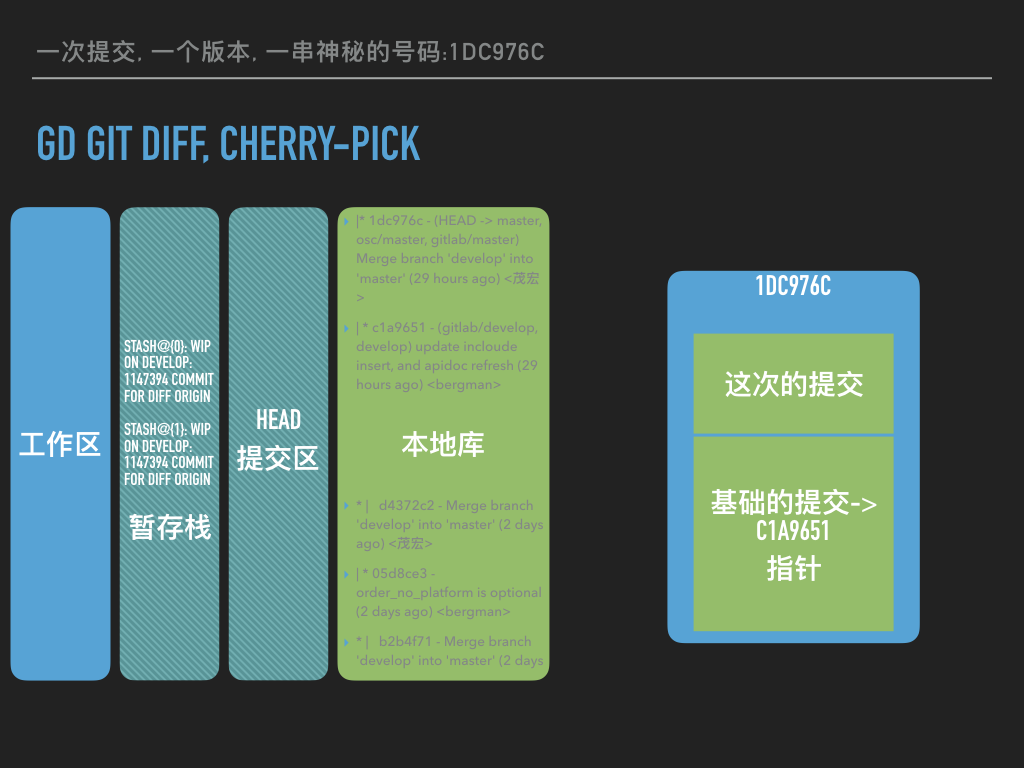 一次提交, 一个版本, 一串神秘的号码:1DC976C
GD GIT DIFF, CHERRY-PICK
工作区
STASH@{0}: WIP
ON DEVELOP:
1147394 COMMIT
FOR DIFF ORIGIN
STASH@{1}: WIP
ON DEVELOP:
1147394 COMMIT
FOR DIFF ORIGIN
暂存栈
HEAD
提交区
|* 1dc976c - (HEAD -> master,
osc/master, gitlab/master)
Merge branch 'develop' into
'master' (29 hours ago) <茂宏
>
| * c1a9651 - (gitlab/develop,
develop) update incloude
insert, and apidoc refresh (29
hours ago) <bergman>
本地库
* | d4372c2 - Merge branch
'develop' into 'master' (2 days
ago) <茂宏>
| * 05d8ce3 -
order_no_platform is optional
(2 days ago) <bergman>
* | b2b4f71 - Merge branch
'develop' into 'master' (2 days
1DC976C
这次的提交
基础的提交->
C1A9651
指针